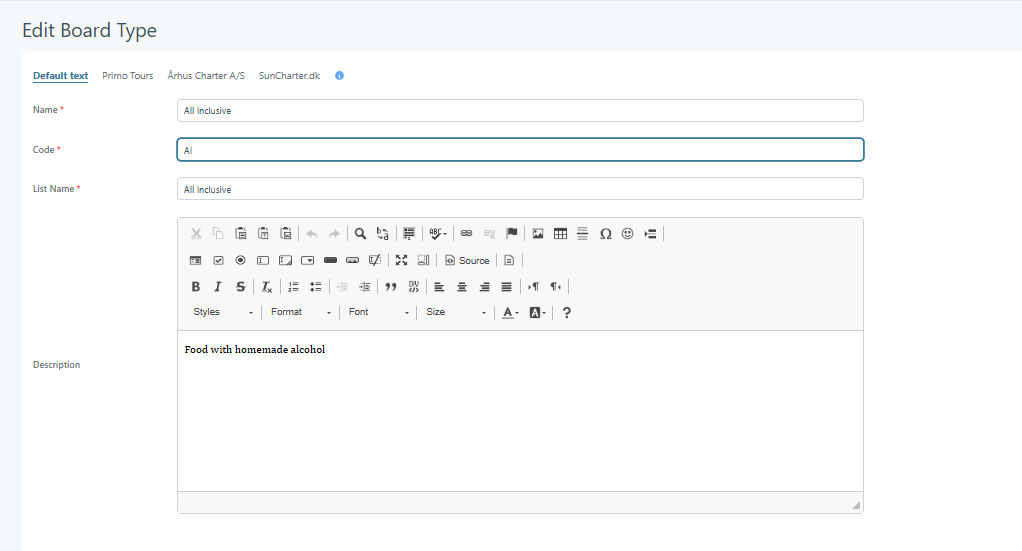 Edit Board Type
Default text Primo Tours Århus Charter A/S SunCharter.dk
Name *
All Inclusive
Code *
AI
List Name *
All Inclusive
Source
Styles Format Font Size
Description
Food with homemade alcohol